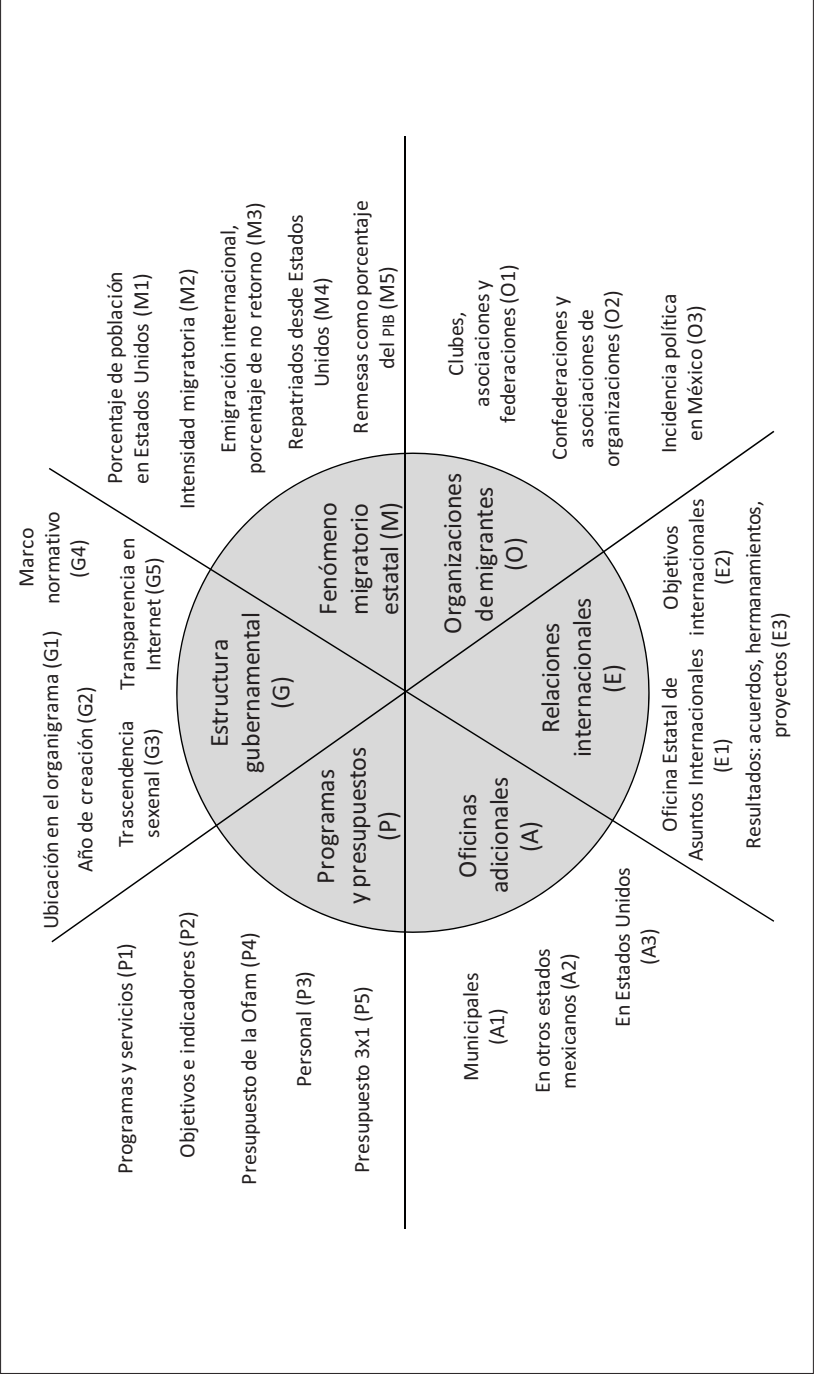 Ubicación en el organigrama (G1)
Año de creación (G2)
Trascendencia
sexenal (G3)
Marco
normativo
(G4)
Transparencia en
Internet (G5)
Estructura
gubernamental
(G)
Porcentaje de población
en Estados Unidos (M1)
Intensidad migratoria (M2)
Emigración internacional,
porcentaje de no retorno (M3)
Repatriados desde Estados
Unidos (M4)
Remesas como porcentaje
del PIB (M5)
Fenómeno
migratorio
estatal (M)
Clubes,
asociaciones y
federaciones (O1)
Confederaciones y
asociaciones de
organizaciones (O2)
Incidencia política
en México (O3)
Organizaciones
de migrantes
(O)
Relaciones
internacionales
(E)
Oficina Estatal de
Asuntos Internacionales
(E1)
Objetivos
internacionales
(E2)
Resultados: acuerdos, hermanamientos,
proyectos (E3)
Oficinas
adicionales
(A)
Municipales
(A1)
En otros estados
mexicanos (A2)
En Estados Unidos
(A3)
Programas
y presupuestos
(P)
Programas y servicios (P1)
Objetivos e indicadores (P2)
Presupuesto de la Ofam (P4)
Personal (P3)
Presupuesto 3x1 (P5)